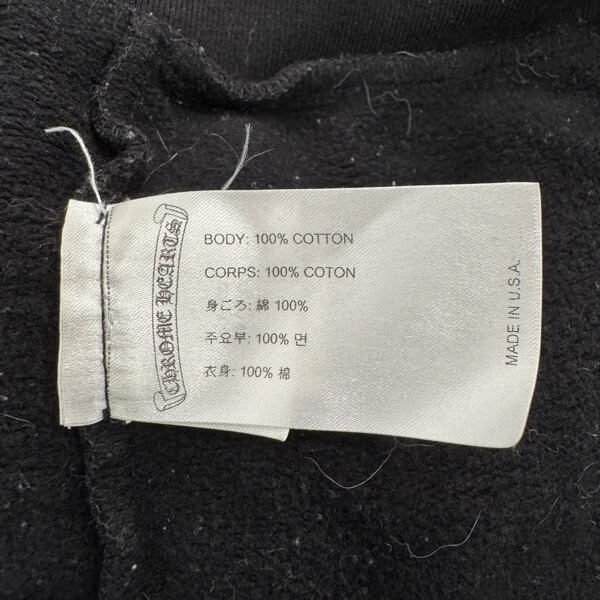 CHROME HEARTS
BODY: 100% COTTON
CORPS: 100% COTON
身ごろ: 綿 100%
주요부: 100% 면
衣身: 100% 棉
MADE IN U.S.A.